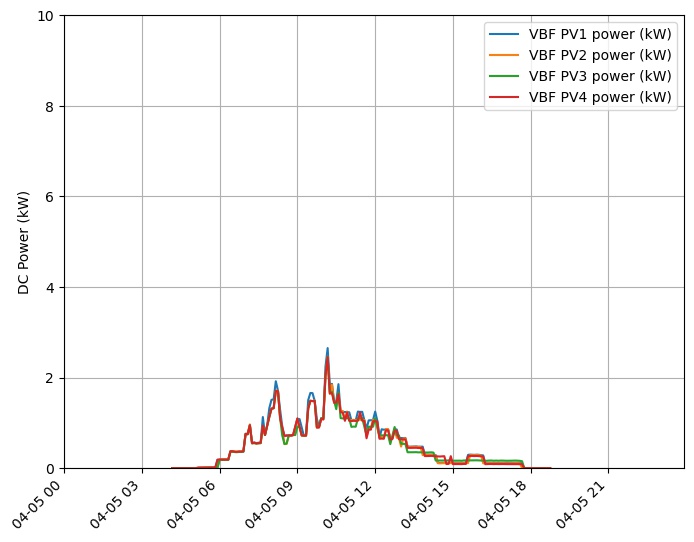 10
8
6
4
2
0
DC Power (kW)
VBF PV1 power (kW)
VBF PV2 power (kW)
VBF PV3 power (kW)
VBF PV4 power (kW)
04-05 00
04-05 03
04-05 06
04-05 09
04-05 12
04-05 15
04-05 18
04-05 21